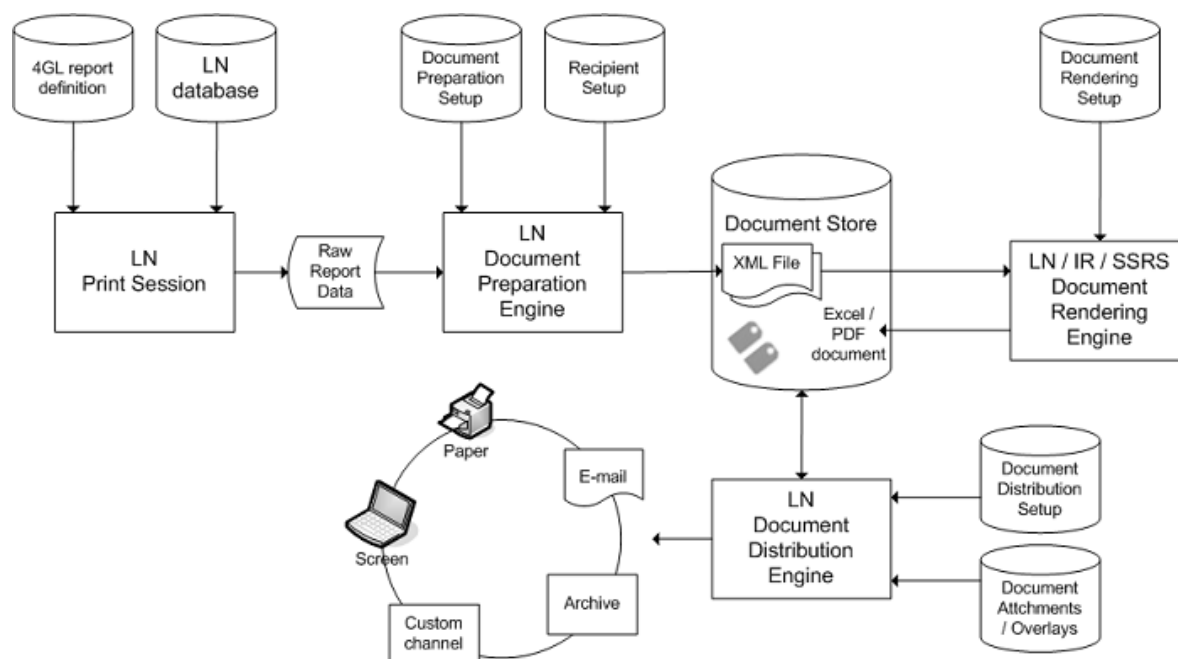 4GL report
definition
LN
database
Document
Preparation
Setup
Recipient
Setup
Document
Rendering
Setup
LN
Print Session
Raw
Report
Data
LN
Document
Preparation
Engine
Document Store
XML File
Excel /
PDF
document
LN / IR / SSRS
Document
Rendering
Engine
Paper
E-mail
Screen
Custom
channel
Archive
LN
Document
Distribution
Engine
Document
Distribution
Setup
Document
Attchments
/ Overlays